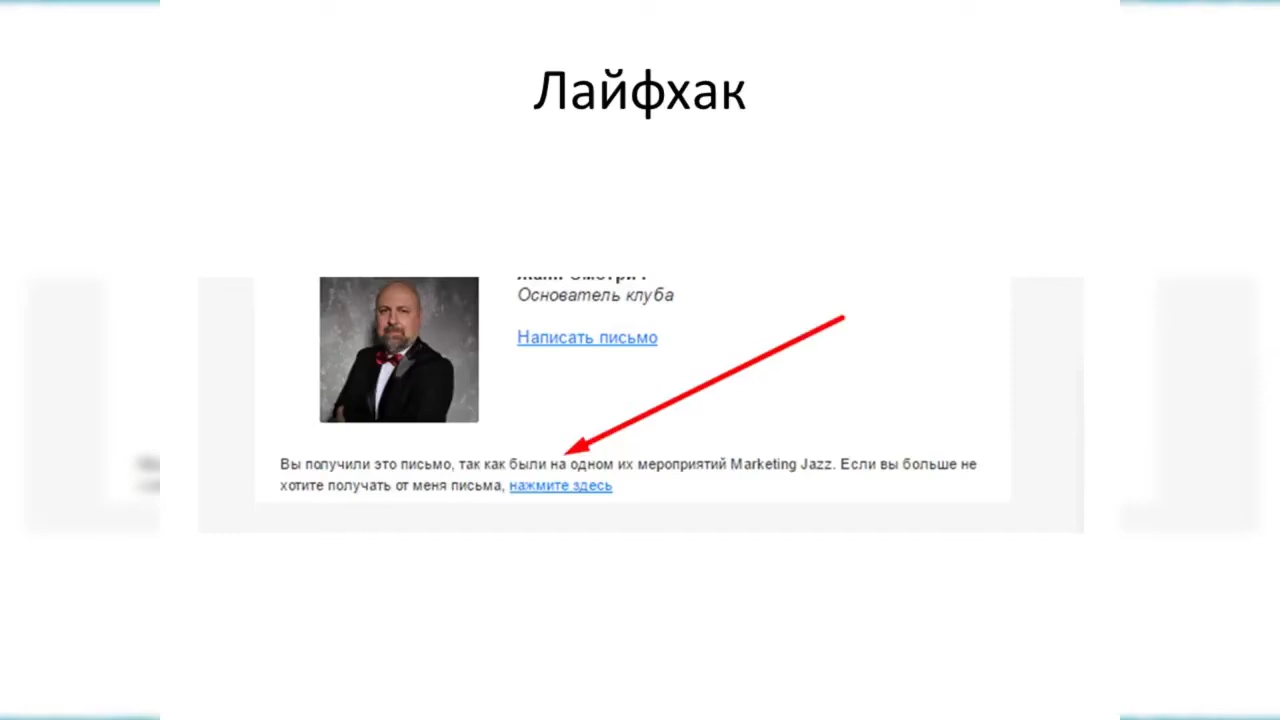 Лайфхак
Основатель клуба
Написать письмо
Вы получили это письмо, так как были на одном их мероприятий Marketing Jazz. Если вы больше не
хотите получать от меня письма, нажмите здесь